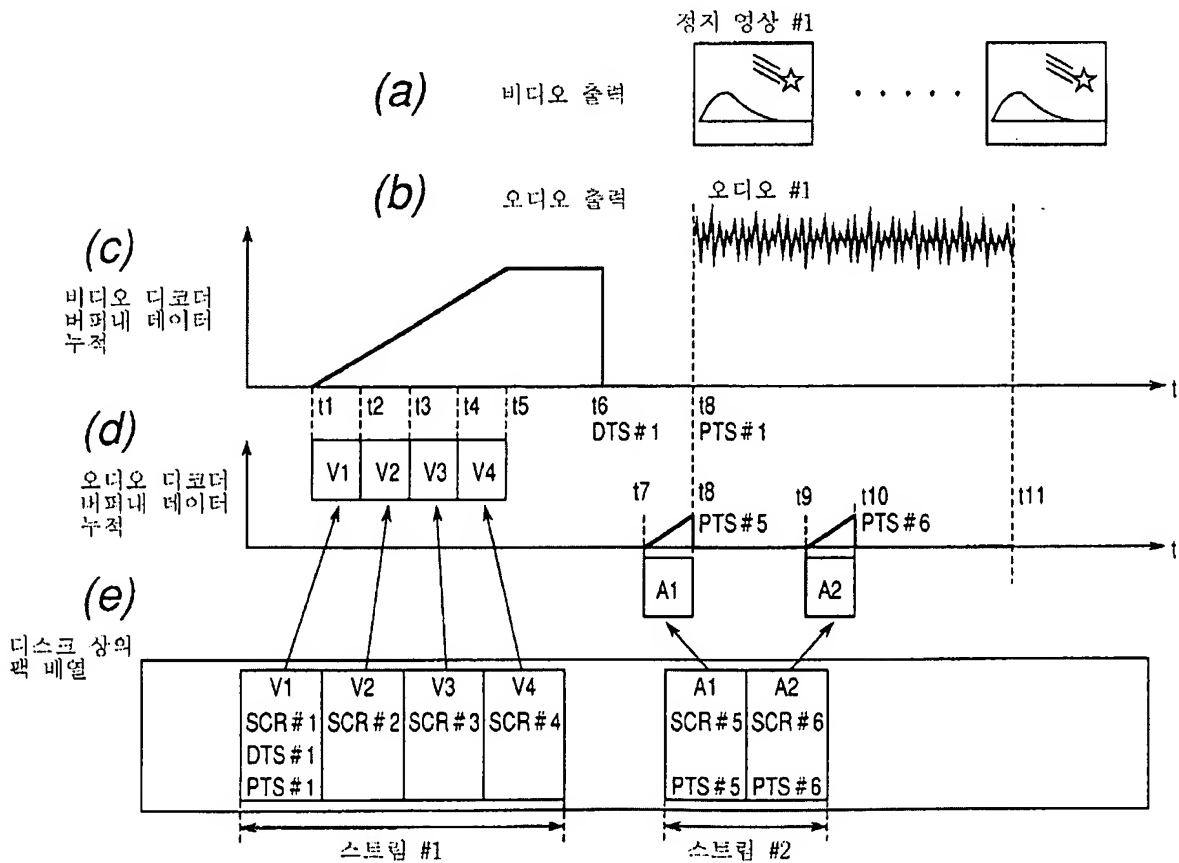 정지 영상 #1
(a)
비디오 출력
(b)
오디오 출력
오디오 #1
(c)
비디오 디코더
버퍼내 데이터
누적
t
t1 t2 t3 t4 t5 t6 t8
DTS#1 PTS#1
(d)
오디오 디코더
버퍼내 데이터
누적
V1 V2 V3 V4
t7 t8 t9 t10 t11
PTS#5 PTS#6
t
A1 A2
(e)
디스크 상의
팩 배열
V1 V2 V3 V4 A1 A2
SCR#1 SCR#2 SCR#3 SCR#4 SCR#5 SCR#6
DTS#1
PTS#1 PTS#5 PTS#6
스트림 #1 스트림 #2